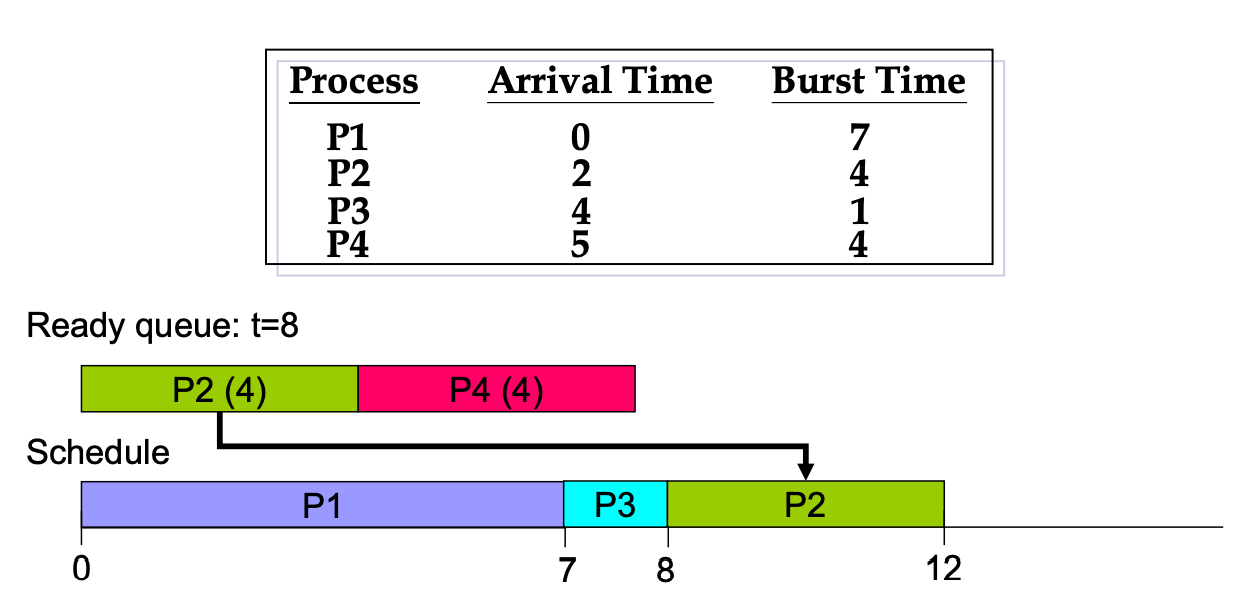 Process Arrival Time Burst Time
P1 0 7
P2 2 4
P3 4 1
P4 5 4
Ready queue: t=8
P2 (4) P4 (4)
Schedule
P1 P3 P2
0 7 8 12